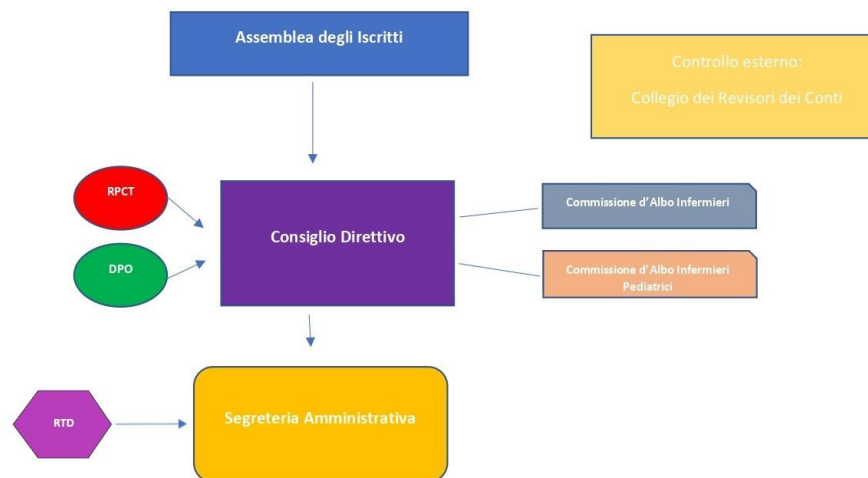 Assemblea degli Iscritti
Controllo esterno:
Collegio dei Revisori dei Conti
RPCT
Consiglio Direttivo
Commissione d'Albo Infermieri
DPO
Commissione d'Albo Infermieri
Pediatrici
RTD
Segreteria Amministrativa